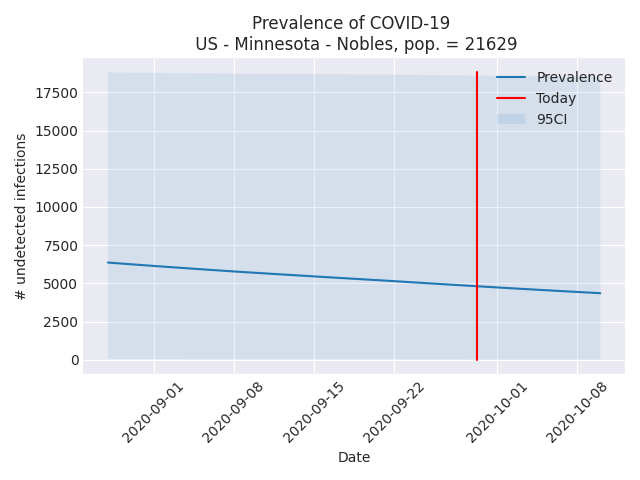 Prevalence of COVID-19
US - Minnesota - Nobles, pop. = 21629
Prevalence
Today
95CI
# undetected infections
17500
15000
12500
10000
7500
5000
2500
0
2020-09-01
2020-09-08
2020-09-15
2020-09-22
2020-10-01
2020-10-08
Date